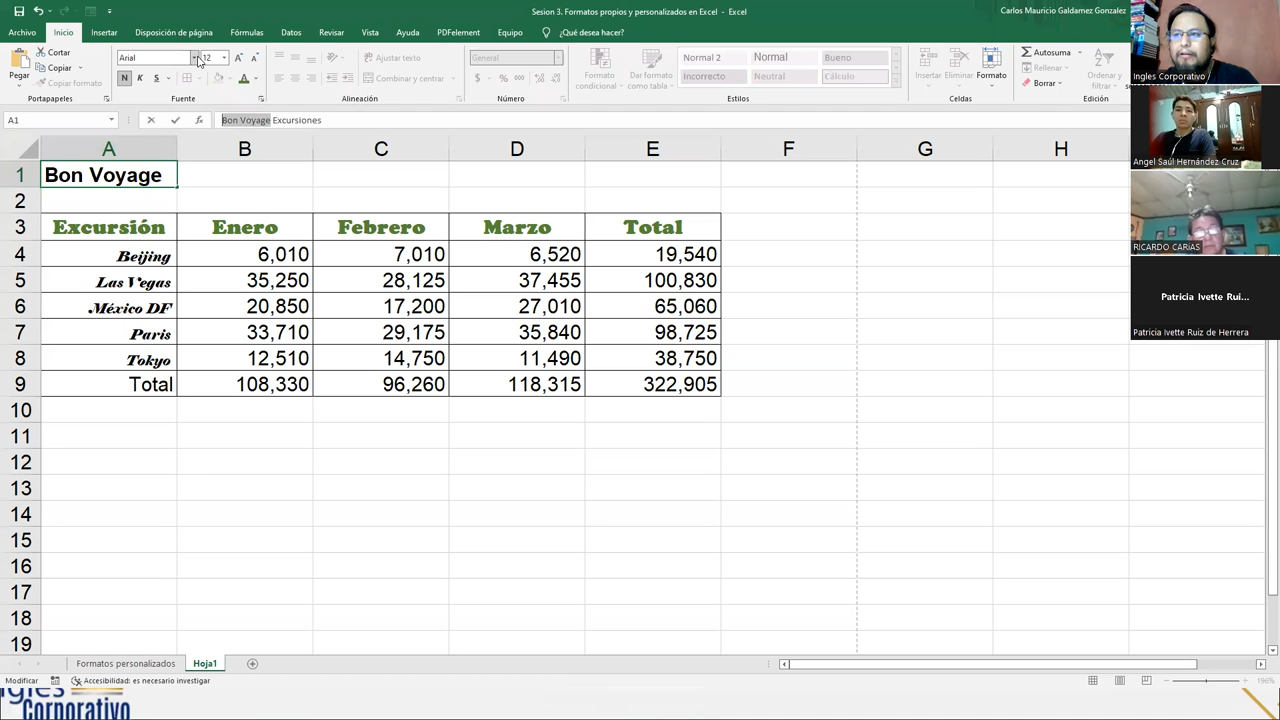 Sesion 3. Formatos propios y personalizados en Excel - Excel
Carlos Mauricio Galdamez Gonzalez
Archivo Inicio Insertar Disposición de página Fórmulas Datos Revisar Vista Ayuda PDFelement Equipo ¿Qué desea hacer?
Pegar
Cortar
Copiar
Copiar formato
Portapapeles
Arial 12
N K S
Fuente
Ajustar texto
Combinar y centrar
Alineación
General
Número
Formato condicional
Dar formato como tabla
Normal 2 Normal Bueno
Incorrecto Neutral Cálculo
Estilos
Insertar Eliminar Formato
Celdas
Autosuma
Rellenar
Borrar
Ordenar y
Edición
A1 Bon Voyage Excursiones
A B C D E F G H
1 Bon Voyage
2
3 Excursión Enero Febrero Marzo Total
4 Beijing 6,010 7,010 6,520 19,540
5 Las Vegas 35,250 28,125 37,455 100,830
6 México DF 20,850 17,200 27,010 65,060
7 Paris 33,710 29,175 35,840 98,725
8 Tokyo 12,510 14,750 11,490 38,750
9 Total 108,330 96,260 118,315 322,905
10
11
12
13
14
15
16
17
18
19
Formatos personalizados Hoja1
Modificar Accesibilidad: es necesario investigar
196%
Ingles Corporativo
Angel Saúl Hernández Cruz
RICARDO CARíAS
Patricia Ivette Rui...
Patricia Ivette Ruiz de Herrera
Ingles
Corporativo